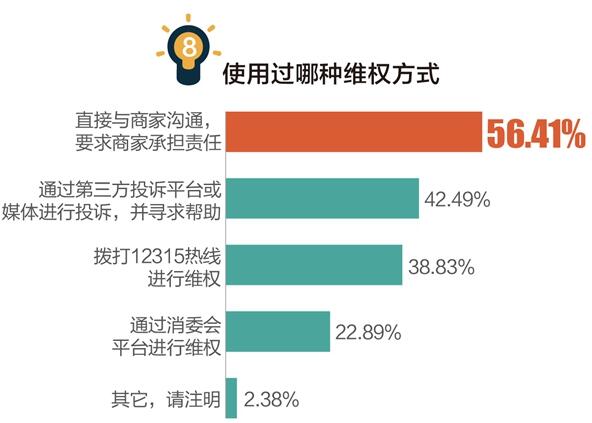 8
使用过哪种维权方式
直接与商家沟通，
要求商家承担责任
56.41%
通过第三方投诉平台或
媒体进行投诉，并寻求帮助
42.49%
拨打12315热线
进行维权
38.83%
通过消委会
平台进行维权
22.89%
其它，请注明
2.38%